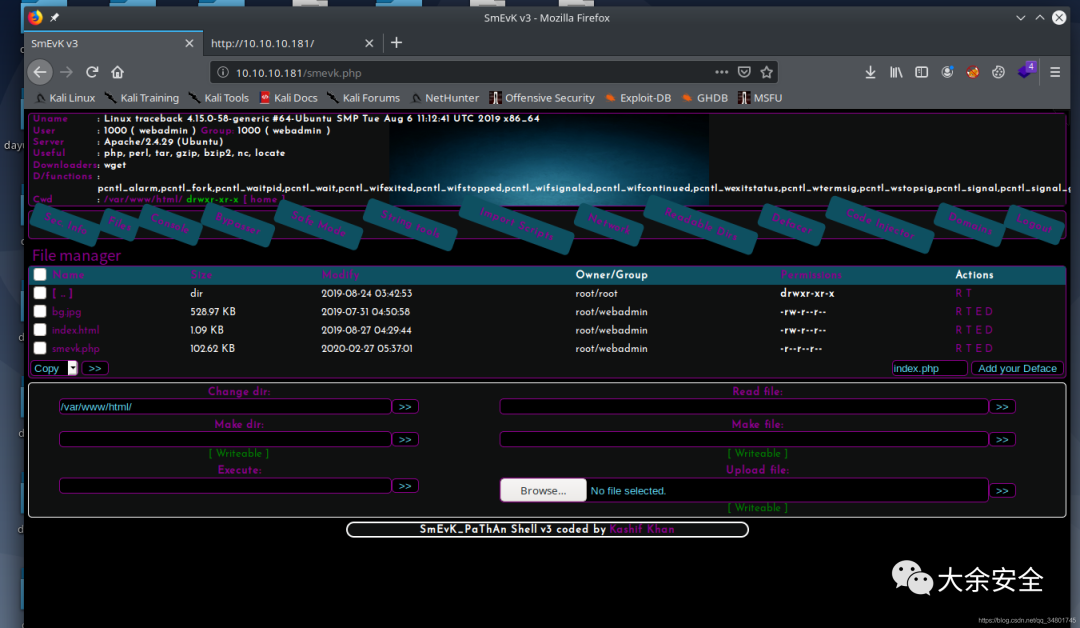 SmEvK v3 - Mozilla Firefox
SmEvK v3
http://10.10.10.181/
10.10.10.181/smevk.php
4
Kali Linux Kali Training Kali Tools Kali Docs Kali Forums NetHunter Offensive Security Exploit-DB GHDB MSFU
Uname : Linux traceback 4.15.0-58-generic #64-Ubuntu SMP Tue Aug 6 11:12:41 UTC 2019 x86_64
User : 1000 ( webadmin ) Group: 1000 ( webadmin )
Server : Apache/2.4.29 (Ubuntu)
Useful : php, perl, tar, gzip, bzip2, nc, locate
Downloaders: wget
D/functions :
pcntl_alarm,pcntl_fork,pcntl_waitpid,pcntl_wait,pcntl_wifexited,pcntl_wifstopped,pcntl_wifsignaled,pcntl_wifcontinued,pcntl_wexitstatus,pcntl_wtermsig,pcntl_wstopsig,pcntl_signal,pcntl_signal_g
Cwd : /var/www/html/ drwxr-xr-x [ home
Sec. Info Files Console Safe Mode String Tools Import Scripts Network Readable Dirs Defacer Code Injector Domains Logout
File manager
Name Size Modify Owner/Group Permissions Actions
[ .. ] dir 2019-08-24 03:42:53 root/root drwxr-xr-x R T
bg.jpg 528.97 KB 2019-07-31 04:50:58 root/webadmin -rw-r--r-- R T E D
index.html 1.09 KB 2019-08-27 04:29:44 root/webadmin -rw-r--r-- R T E D
smevk.php 102.62 KB 2020-02-27 05:37:01 root/webadmin -r--r--r-- R T E D
Copy >> index.php Add your Deface
Change dir: Read file:
/var/www/html/ >> >>
Make dir: Make file:
>> >>
[ Writeable ] [ Writeable ]
Execute: Upload file:
>> Browse... No file selected. >>
[ Writeable ]
SmEvK_PaThAn Shell v3 coded by Kashif Khan
大余安全
https://blog.csdn.net/qq_34801745